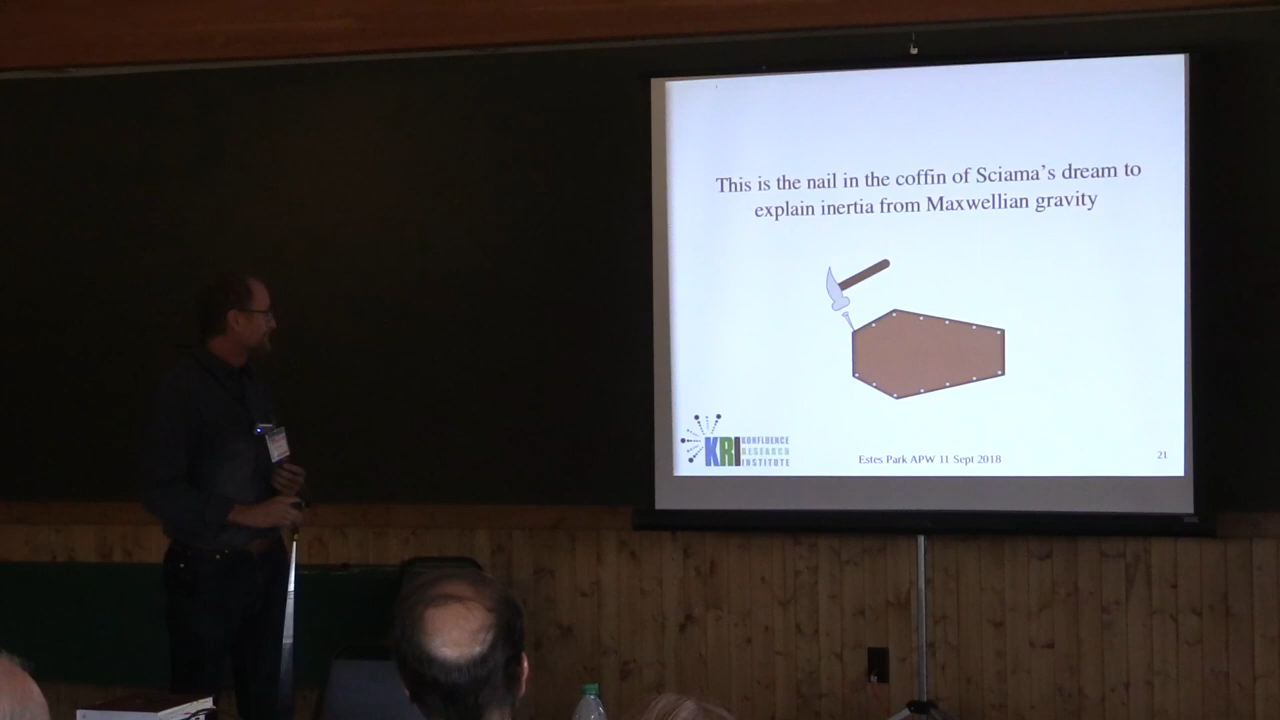 This is the nail in the coffin of Sciama's dream to
explain inertia from Maxwellian gravity
KRI
KONFLUENCE
RESEARCH
INSTITUTE
Estes Park APW 11 Sept 2018
21